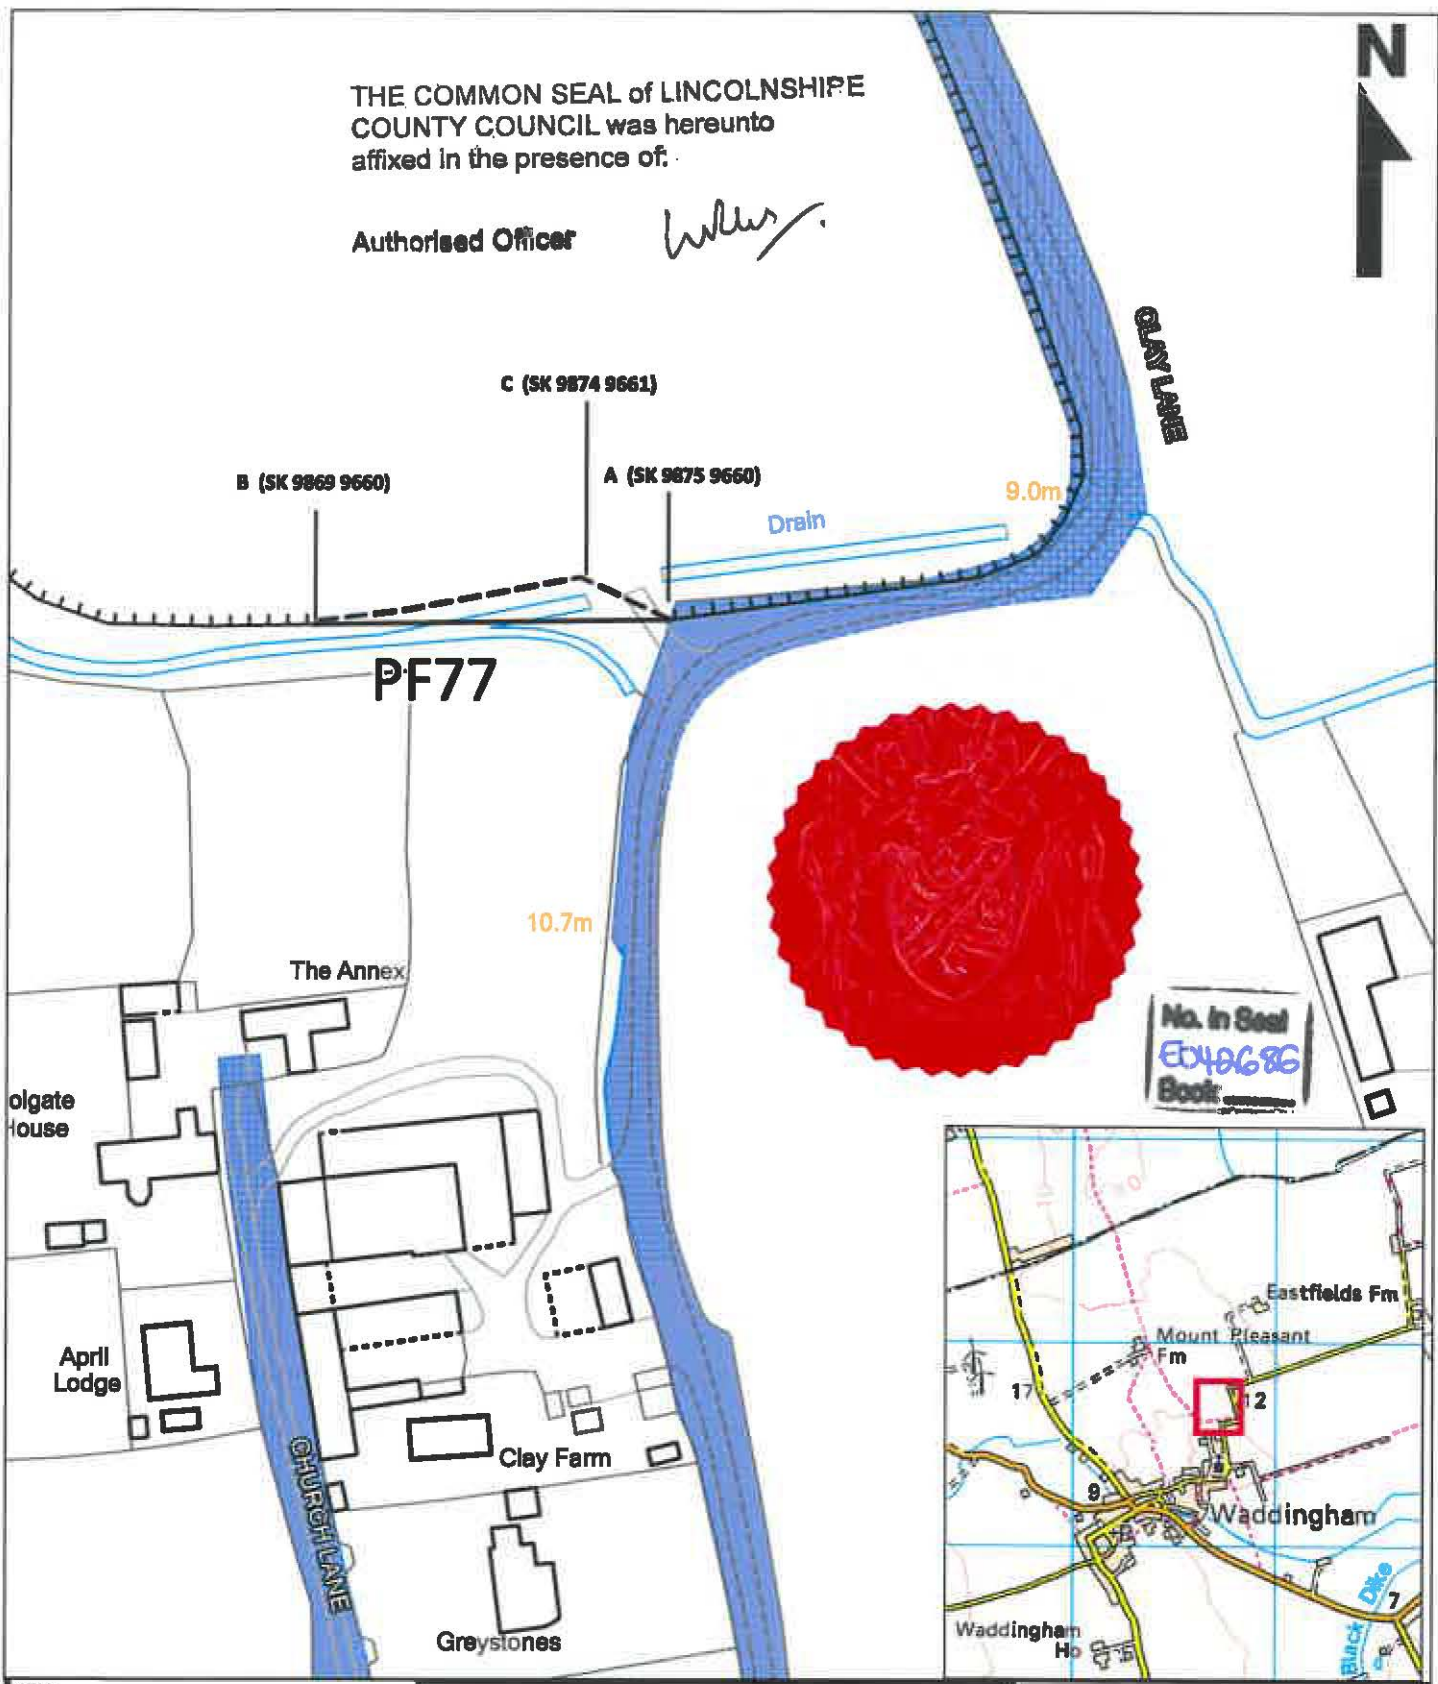 THE COMMON SEAL of LINCOLNSHIRE
COUNTY COUNCIL was hereunto
affixed in the presence of:
Authorised Officer
N
CLAY LANE
C (SK 9874 9661)
B (SK 9869 9660)
A (SK 9875 9660)
9.0m
Drain
PF77
10.7m
The Annex
No. in Seal
E042686
Book
olgate
House
April
Lodge
CHURCH LANE
Clay Farm
Greystones
Eastfields Fm
Mount Pleasant
Fm
17
12
9
Waddingham
7
Black Dike
Waddingham
Ho